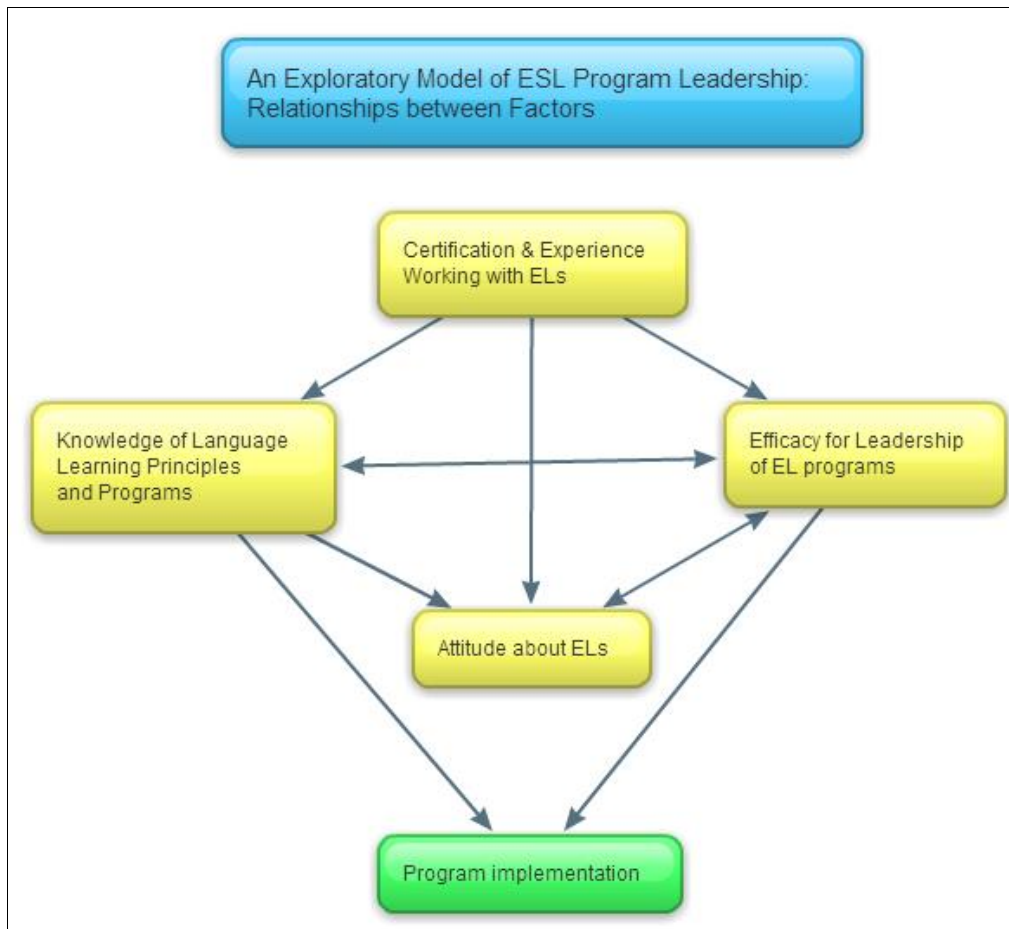 An Exploratory Model of ESL Program Leadership:
Relationships between Factors
Certification & Experience
Working with ELs
Knowledge of Language
Learning Principles
and Programs
Efficacy for Leadership
of EL programs
Attitude about ELs
Program implementation